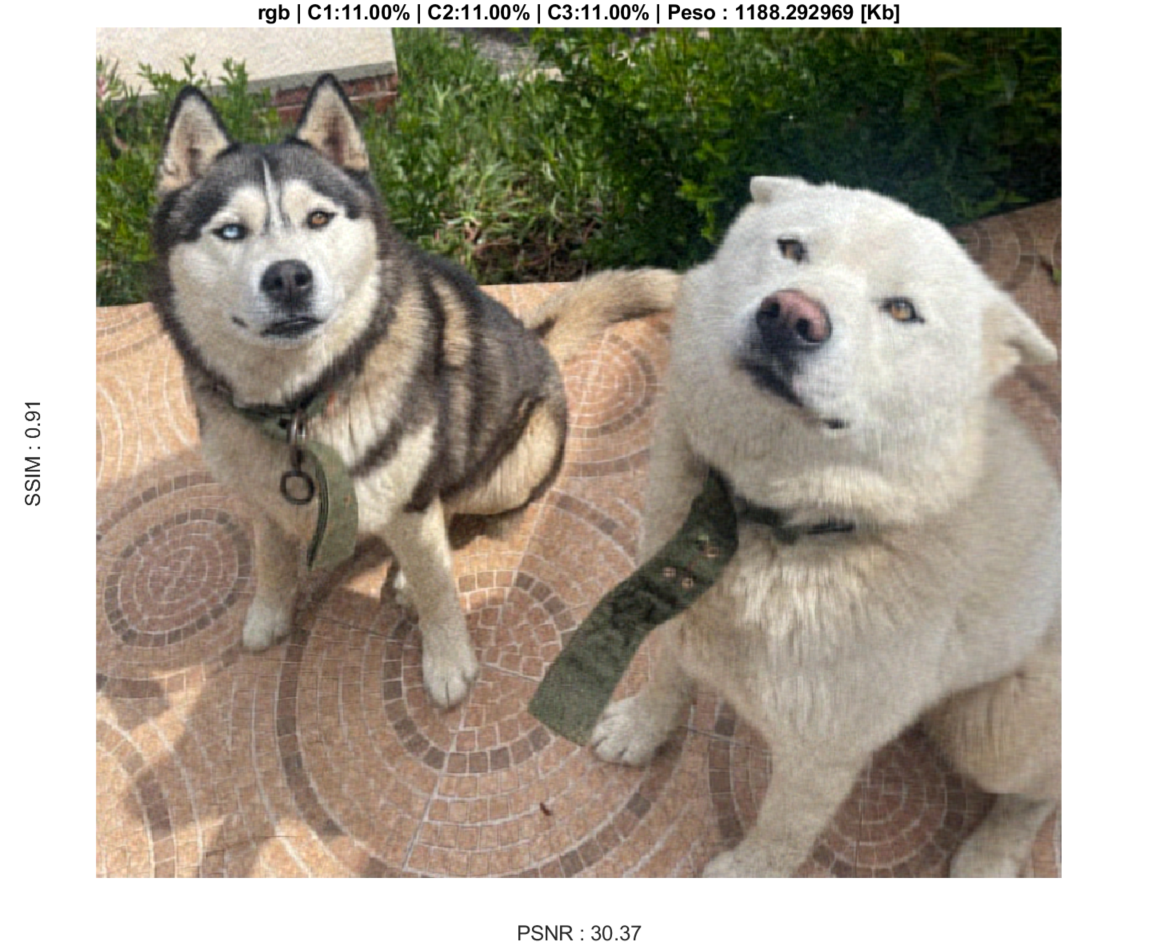 rgb | C1:11.00% | C2:11.00% | C3:11.00% | Peso : 1188.292969 [Kb]
SSIM : 0.91
PSNR : 30.37